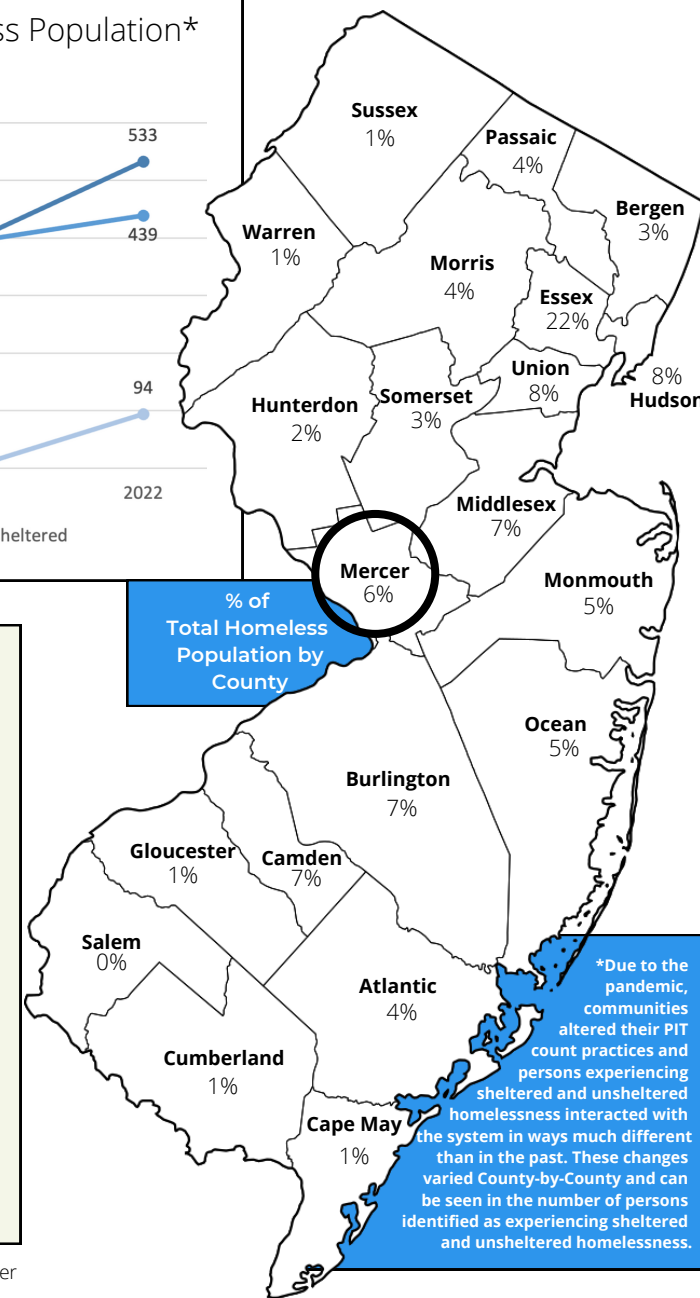 ss Population*
533
439
94
2022
heltered
Sussex
1%
Passaic
4%
Bergen
3%
Warren
1%
Morris
4%
Essex
22%
Union
8%
8%
Hudson
Hunterdon
2%
Somerset
3%
Middlesex
7%
Mercer
6%
Monmouth
5%
% of
Total Homeless
Population by
County
Ocean
5%
Burlington
7%
Gloucester
1%
Camden
7%
Salem
0%
Atlantic
4%
Cumberland
1%
Cape May
1%
*Due to the
pandemic,
communities
altered their PIT
count practices and
persons experiencing
sheltered and unsheltered
homelessness interacted with
the system in ways much different
than in the past. These changes
varied County-by-County and can
be seen in the number of persons
identified as experiencing sheltered
and unsheltered homelessness.
er